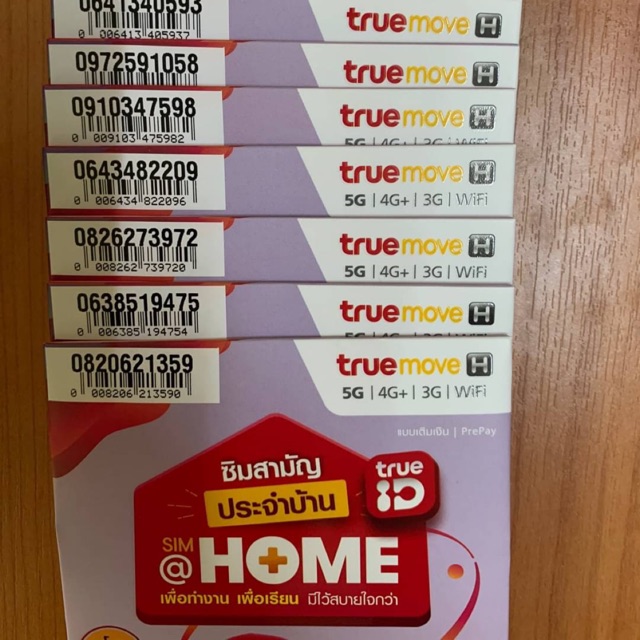 0641340593
0 006413 405937
truemove H
0972591058
truemove H
0910347598
0 009103 475982
truemove H
5G | 4G+ | 3G | WiFi
0643482209
0 006434 822096
truemove H
5G | 4G+ | 3G | WiFi
0826273972
0 008262 739720
truemove H
5G | 4G+ | 3G | WiFi
0638519475
0 006385 194754
truemove H
0820621359
0 008206 213590
truemove H
5G | 4G+ | 3G | WiFi
แบบเติมเงิน | PrePay
ซิมสามัญ
ประจำบ้าน
true
iD
SIM
@HOME
เพื่อทำงาน เพื่อเรียน มีไว้สบายใจกว่า